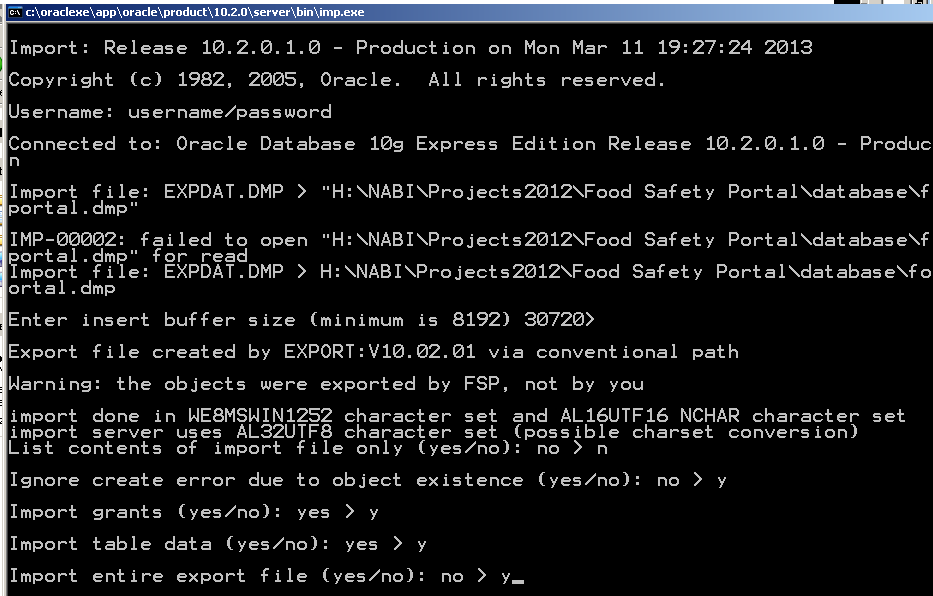 c:\oraclexe\app\oracle\product\10.2.0\server\bin\imp.exe
Import: Release 10.2.0.1.0 - Production on Mon Mar 11 19:27:24 2013
Copyright (c) 1982, 2005, Oracle.  All rights reserved.
Username: username/password
Connected to: Oracle Database 10g Express Edition Release 10.2.0.1.0 - Produc
n
Import file: EXPDAT.DMP > "H:\NABI\Projects2012\Food Safety Portal\database\f
portal.dmp"
IMP-00002: failed to open "H:\NABI\Projects2012\Food Safety Portal\database\f
portal.dmp" for read
Import file: EXPDAT.DMP > H:\NABI\Projects2012\Food Safety Portal\database\fo
ortal.dmp
Enter insert buffer size (minimum is 8192) 30720>
Export file created by EXPORT:V10.02.01 via conventional path
Warning: the objects were exported by FSP, not by you
import done in WE8MSWIN1252 character set and AL16UTF16 NCHAR character set
import server uses AL32UTF8 character set (possible charset conversion)
List contents of import file only (yes/no): no > n
Ignore create error due to object existence (yes/no): no > y
Import grants (yes/no): yes > y
Import table data (yes/no): yes > y
Import entire export file (yes/no): no > y_